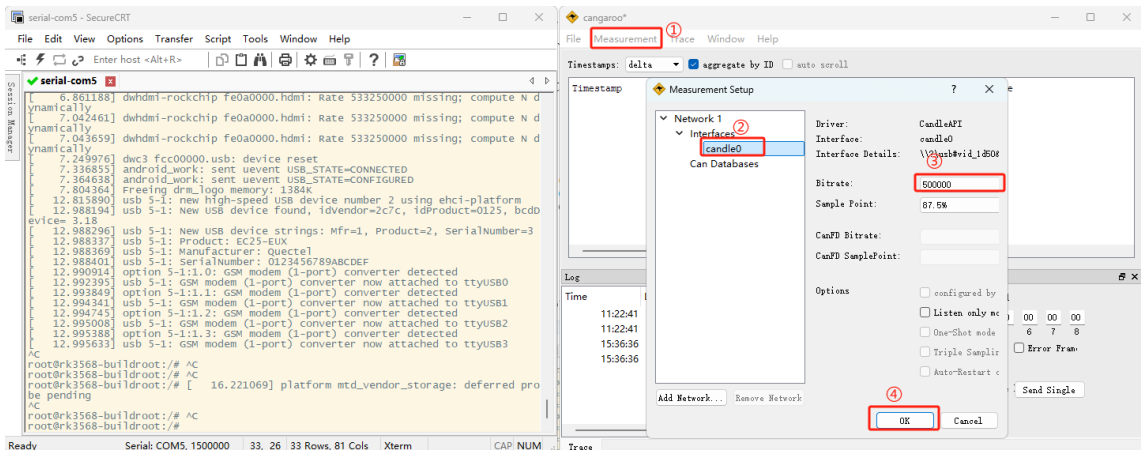 serial-com5 - SecureCRT
File Edit View Options Transfer Script Tools Window Help
Enter host <Alt+R>
Session Manager
serial-com5
[ 6.861188] dwhdmi-rockchip fe0a0000.hdmi: Rate 533250000 missing; compute N d
ynamically
[ 7.042461] dwhdmi-rockchip fe0a0000.hdmi: Rate 533250000 missing; compute N d
ynamically
[ 7.043659] dwhdmi-rockchip fe0a0000.hdmi: Rate 533250000 missing; compute N d
ynamically
[ 7.249976] dwc3 fcc00000.usb: device reset
[ 7.336855] android_work: sent uevent USB_STATE=CONNECTED
[ 7.364638] android_work: sent uevent USB_STATE=CONFIGURED
[ 7.804364] Freeing drm_logo memory: 1384K
[ 12.815890] usb 5-1: new high-speed USB device number 2 using ehci-platform
[ 12.988194] usb 5-1: New USB device found, idVendor=2c7c, idProduct=0125, bcdD
evice= 3.18
[ 12.988296] usb 5-1: New USB device strings: Mfr=1, Product=2, SerialNumber=3
[ 12.988337] usb 5-1: Product: EC25-EUX
[ 12.988369] usb 5-1: Manufacturer: Quectel
[ 12.988401] usb 5-1: SerialNumber: 0123456789ABCDEF
[ 12.990914] option 5-1:1.0: GSM modem (1-port) converter detected
[ 12.992395] usb 5-1: GSM modem (1-port) converter now attached to ttyUSB0
[ 12.993849] option 5-1:1.1: GSM modem (1-port) converter detected
[ 12.994341] usb 5-1: GSM modem (1-port) converter now attached to ttyUSB1
[ 12.994745] option 5-1:1.2: GSM modem (1-port) converter detected
[ 12.995008] usb 5-1: GSM modem (1-port) converter now attached to ttyUSB2
[ 12.995388] option 5-1:1.3: GSM modem (1-port) converter detected
[ 12.995633] usb 5-1: GSM modem (1-port) converter now attached to ttyUSB3
^C
root@rk3568-buildroot:/# ^C
root@rk3568-buildroot:/# [ 16.221069] platform mtd_vendor_storage: deferred pro
be pending
^C
root@rk3568-buildroot:/# ^C
root@rk3568-buildroot:/#
Ready Serial: COM5, 1500000 33, 26 33 Rows, 81 Cols Xterm CAP NUM
cangaroo*
①
File Measurement Trace Window Help
Timestamps: delta aggregate by ID auto scroll
Timestamp
Measurement Setup ? ×
Network 1
②
Interfaces
candle0
Can Databases
Driver: CandleAPI
Interface: candle0
Interface Details:
③
Bitrate: 500000
Sample Point: 87.5%
CanFD Bitrate:
CanFD SamplePoint:
Options
configured by
Listen only mo
One-Shot mode
Triple Samplin
Auto-Restart c
Add Network... Remove Network
④
OK Cancel
Log
Time
11:22:41
11:22:41
15:36:36
15:36:36
00 00 00
6 7 8
Error Fram
Send Single
Trace